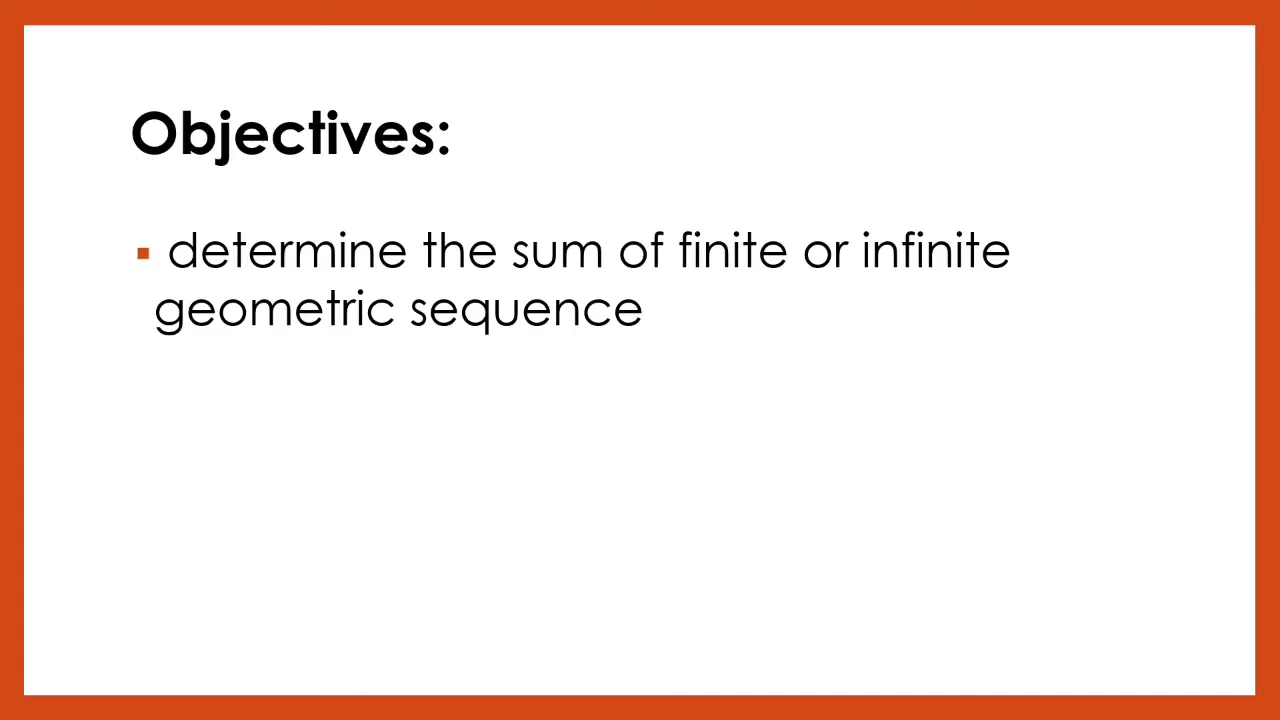 Objectives:
▪ determine the sum of finite or infinite
geometric sequence